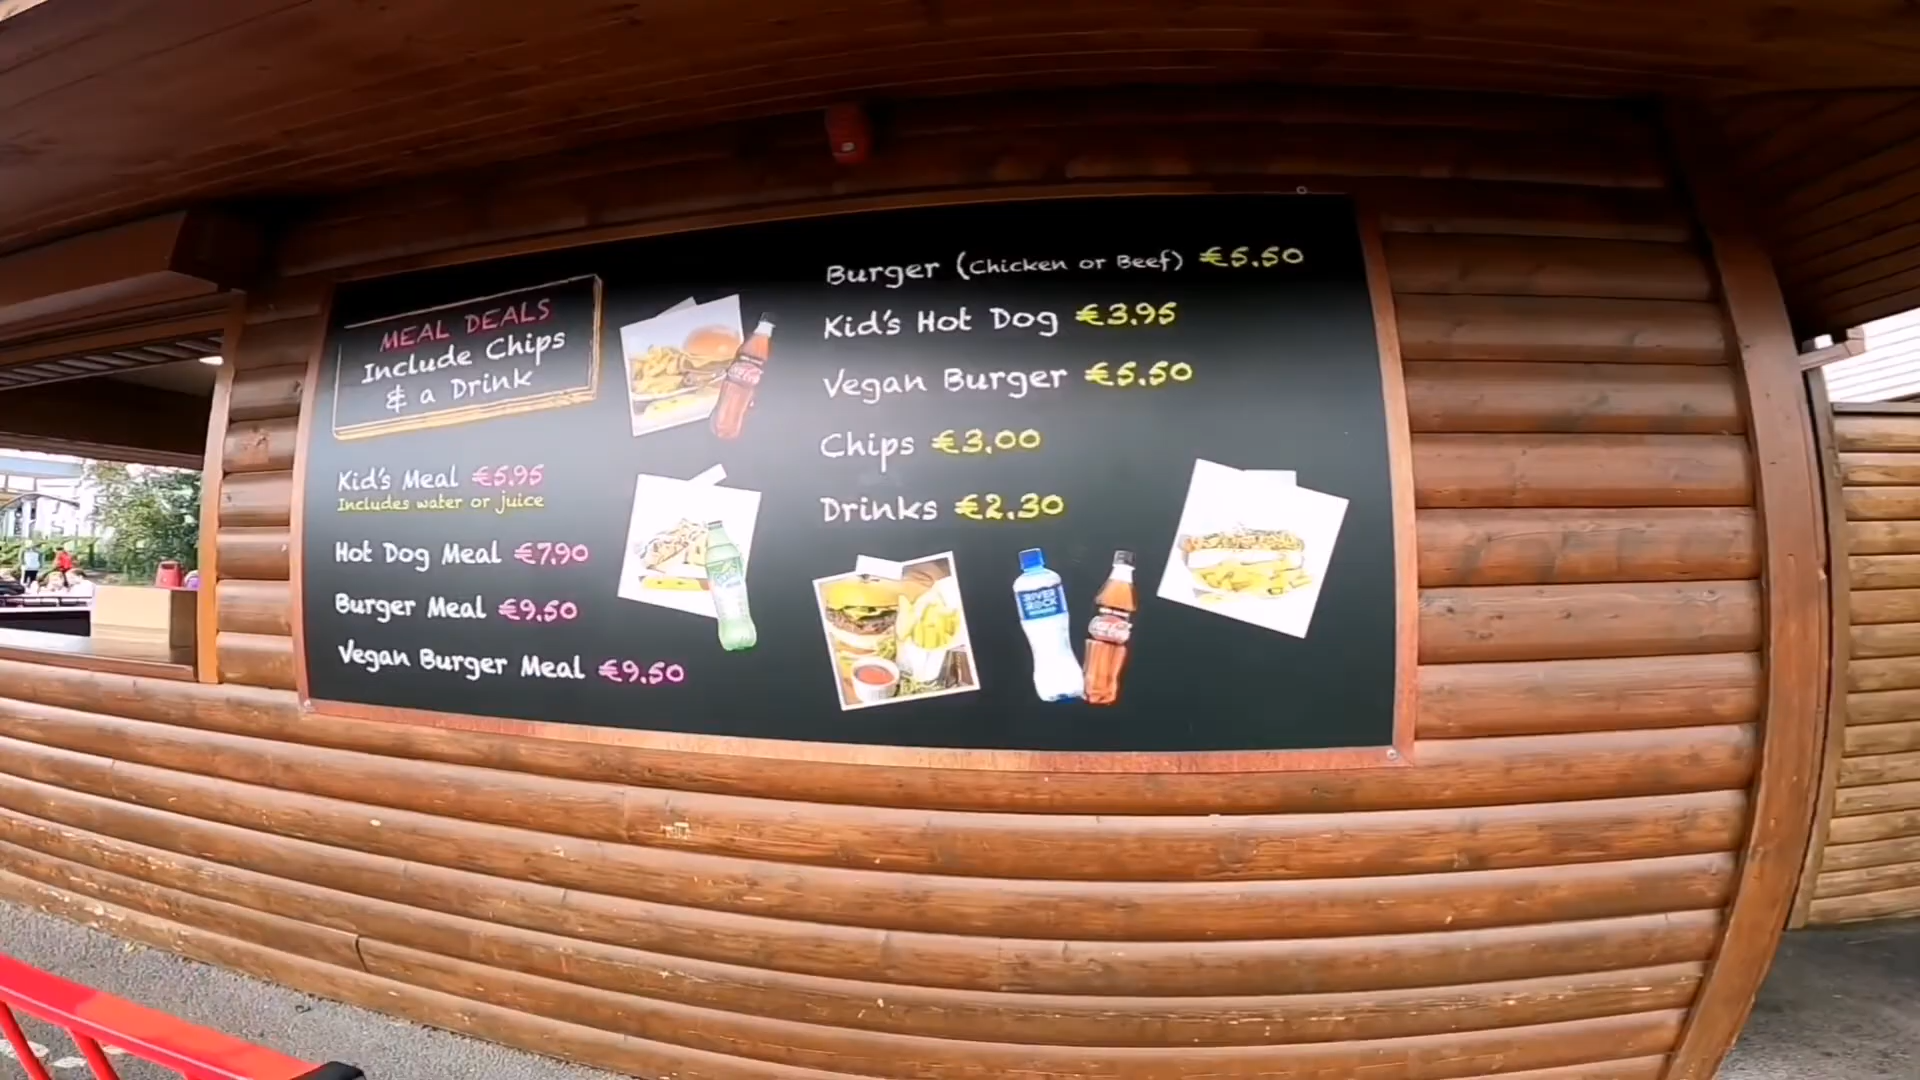 MEAL DEALS
Include Chips
& a Drink
Kid's Meal €5.95
Includes water or juice
Hot Dog Meal €7.90
Burger Meal €9.50
Vegan Burger Meal €9.50
Burger (Chicken or Beef) €5.50
Kid's Hot Dog €3.95
Vegan Burger €5.50
Chips €3.00
Drinks €2.30
RIVER
ROCK